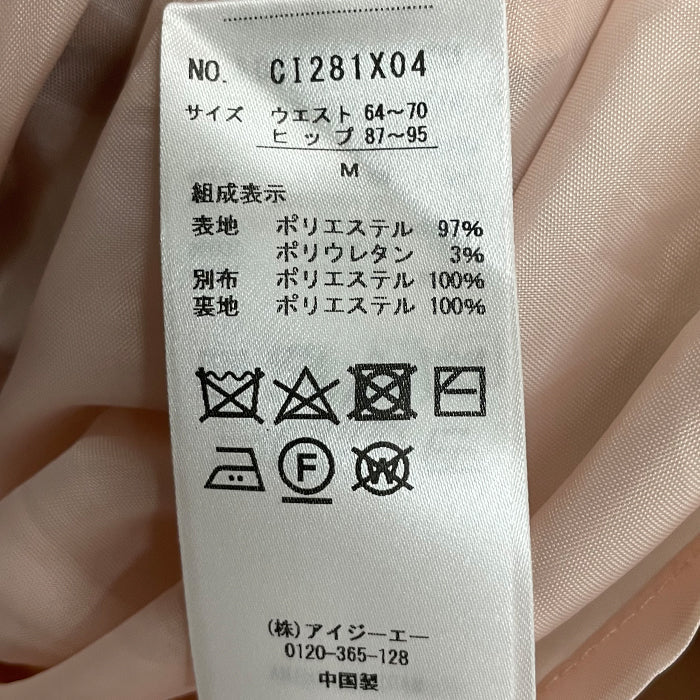 NO. CI281X04
サイズ ウエスト 64～70
ヒップ 87～95
M
組成表示
表地 ポリエステル 97%
ポリウレタン 3%
別布 ポリエステル 100%
裏地 ポリエステル 100%
F W
(株)アイジーエー
0120-365-128
中国製